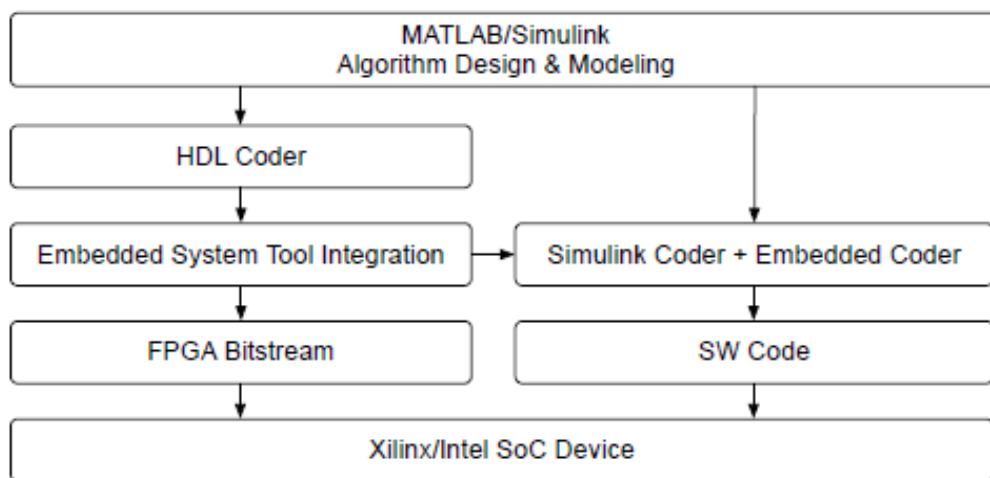 MATLAB/Simulink
Algorithm Design & Modeling
HDL Coder
Embedded System Tool Integration
Simulink Coder + Embedded Coder
FPGA Bitstream
SW Code
Xilinx/Intel SoC Device